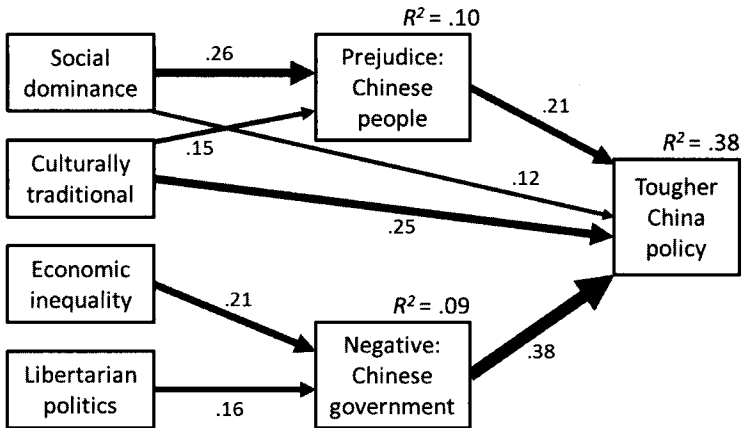 R² = .10
Social
dominance
.26
Prejudice:
Chinese
people
.21
R² = .38
.15
Culturally
traditional
.12
.25
Tougher
China
policy
Economic
inequality
.21
R² = .09
Negative:
Chinese
government
.38
Libertarian
politics
.16